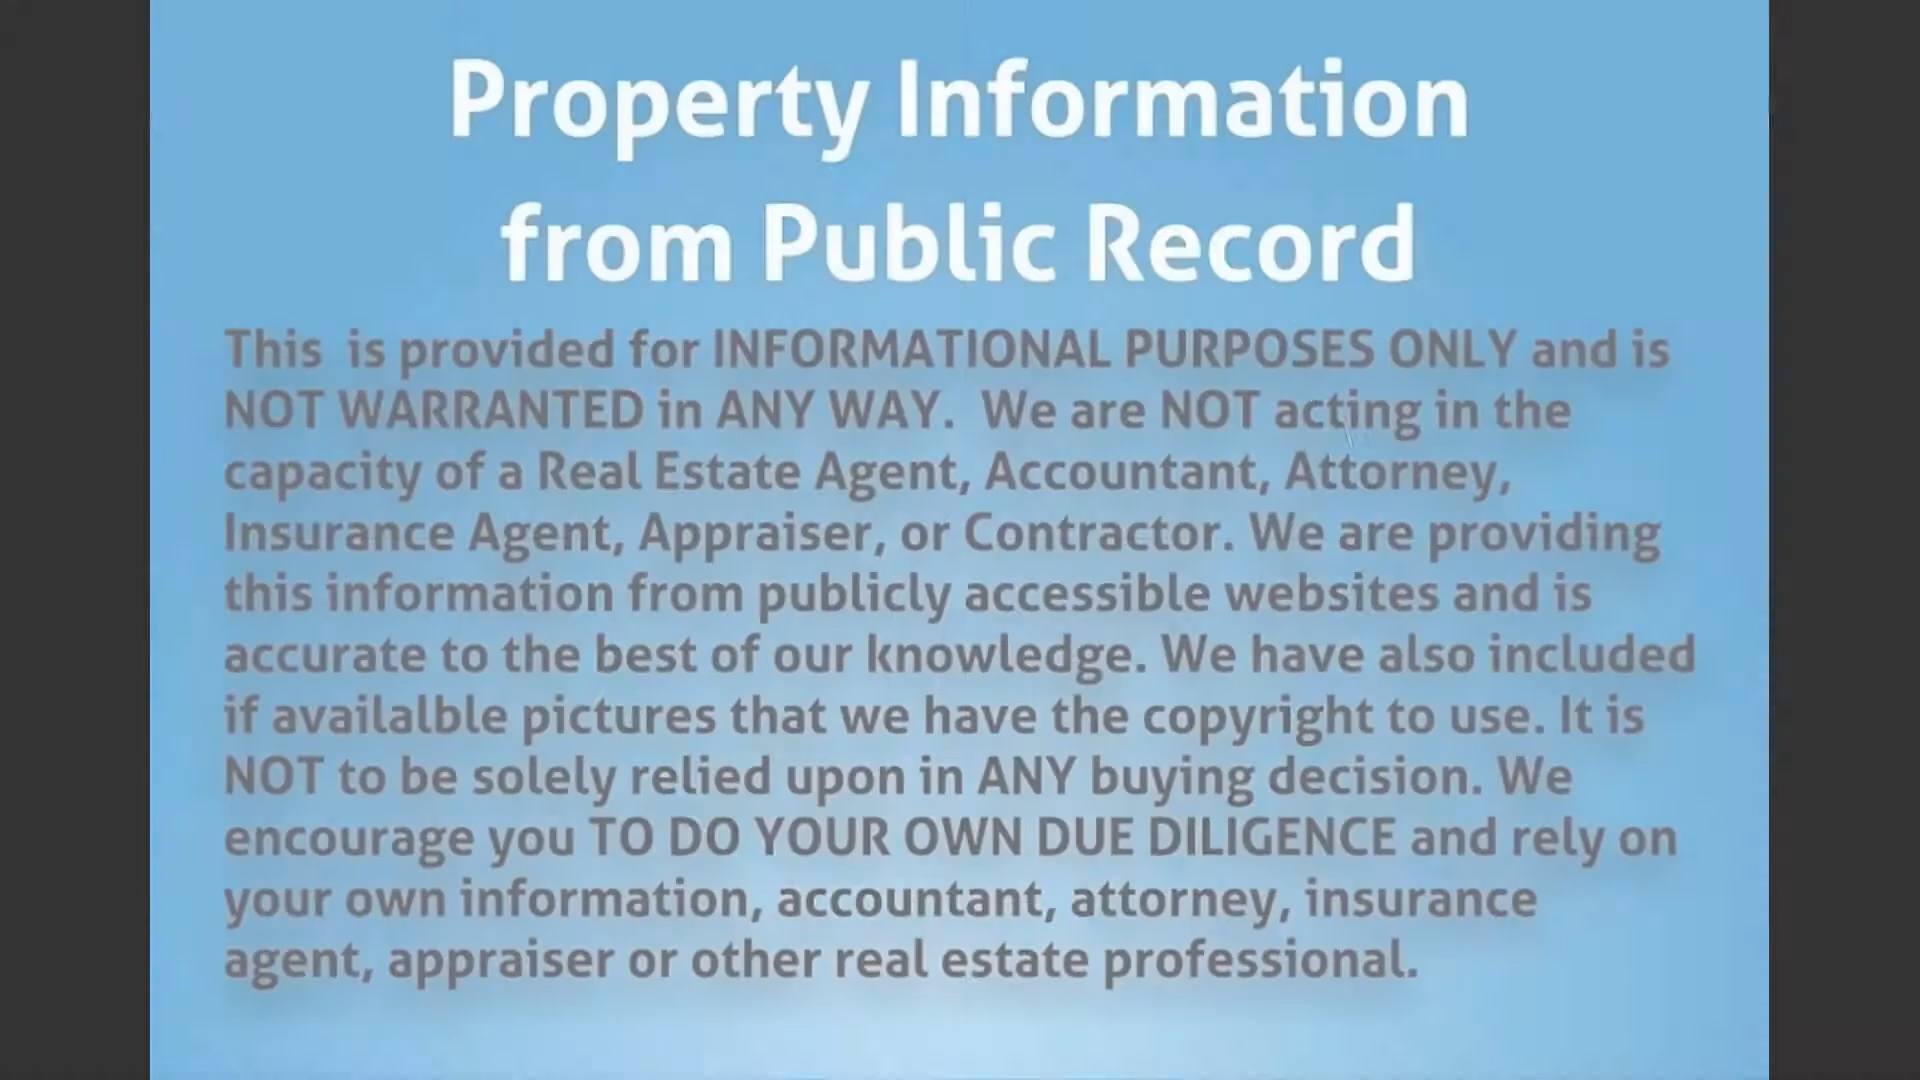 Property Information
from Public Record
This  is provided for INFORMATIONAL PURPOSES ONLY and is
NOT WARRANTED in ANY WAY.  We are NOT acting in the
capacity of a Real Estate Agent, Accountant, Attorney,
Insurance Agent, Appraiser, or Contractor. We are providing
this information from publicly accessible websites and is
accurate to the best of our knowledge. We have also included
if availalble pictures that we have the copyright to use. It is
NOT to be solely relied upon in ANY buying decision. We
encourage you TO DO YOUR OWN DUE DILIGENCE and rely on
your own information, accountant, attorney, insurance
agent, appraiser or other real estate professional.